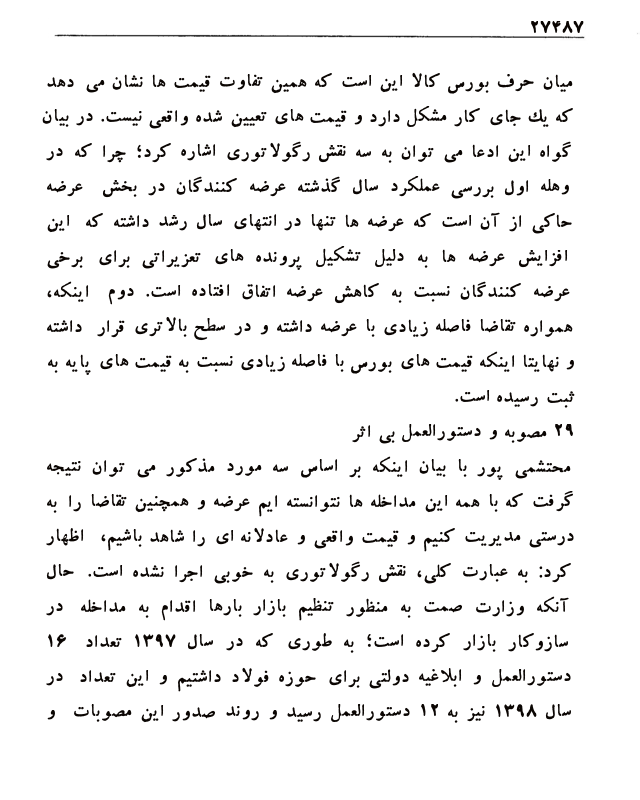 ۲۷۴۸۷
میان حرف بورس کالا این است که همین تفاوت قیمت ها نشان می دهد
که یك جای کار مشکل دارد و قیمت های تعیین شده واقعی نیست. در بیان
گواه این ادعا می توان به سه نقش رگولاتوری اشاره کرد؛ چرا که در
وهله اول بررسی عملکرد سال گذشته عرضه کنندگان در بخش عرضه
حاکی از آن است که عرضه ها تنها در انتهای سال رشد داشته که این
افزایش عرضه ها به دلیل تشکیل پرونده های تعزیراتی برای برخی
عرضه کنندگان نسبت به کاهش عرضه اتفاق افتاده است. دوم اینکه،
همواره تقاضا فاصله زیادی با عرضه داشته و در سطح بالاتری قرار داشته
و نهایتا اینکه قیمت های بورس با فاصله زیادی نسبت به قیمت های پایه به
ثبت رسیده است.
۲۹ مصوبه و دستورالعمل بی اثر
محتشمی پور با بیان اینکه بر اساس سه مورد مذکور می توان نتیجه
گرفت که با همه این مداخله ها نتوانسته ایم عرضه و همچنین تقاضا را به
درستی مدیریت کنیم و قیمت واقعی و عادلانه ای را شاهد باشیم، اظهار
کرد: به عبارت کلی، نقش رگولاتوری به خوبی اجرا نشده است. حال
آنکه وزارت صمت به منظور تنظیم بازار بارها اقدام به مداخله در
سازوکار بازار کرده است؛ به طوری که در سال ۱۳۹۷ تعداد ۱۶
دستورالعمل و ابلاغیه دولتی برای حوزه فولاد داشتیم و این تعداد در
سال ۱۳۹۸ نیز به ۱۲ دستورالعمل رسید و روند صدور این مصوبات و